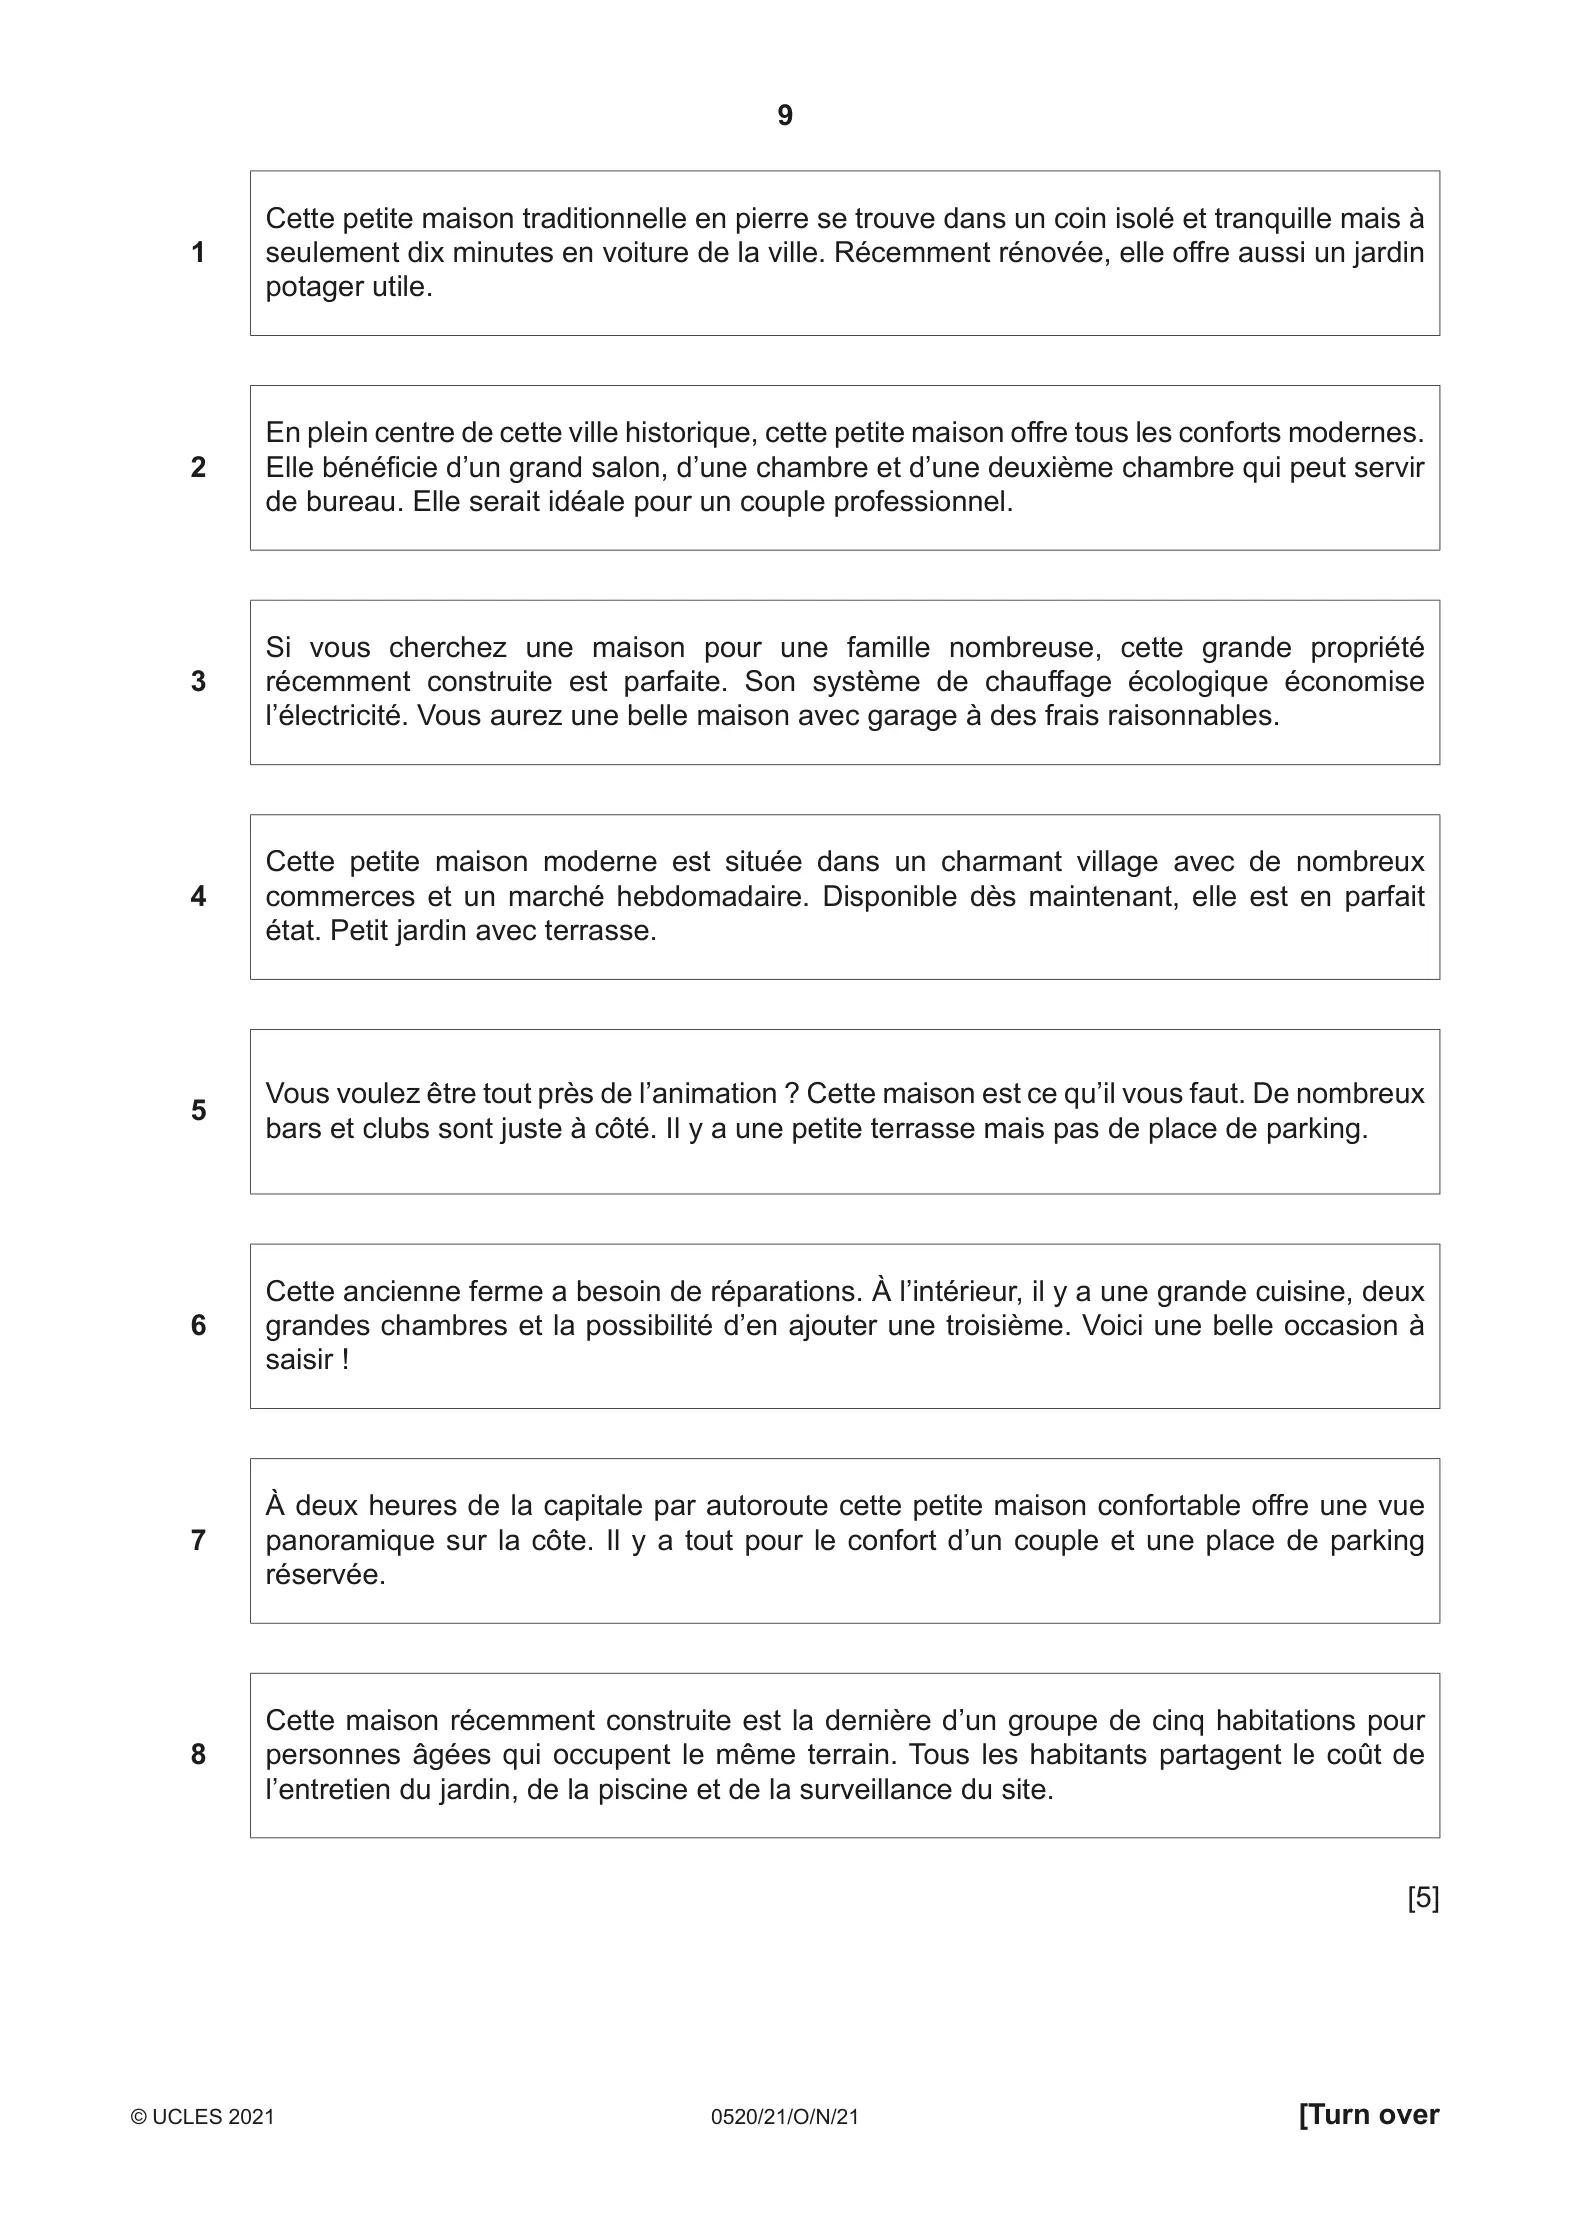 9
1
Cette petite maison traditionnelle en pierre se trouve dans un coin isolé et tranquille mais à
seulement dix minutes en voiture de la ville. Récemment rénovée, elle offre aussi un jardin
potager utile.
2
En plein centre de cette ville historique, cette petite maison offre tous les conforts modernes.
Elle bénéficie d’un grand salon, d’une chambre et d’une deuxième chambre qui peut servir
de bureau. Elle serait idéale pour un couple professionnel.
3
Si vous cherchez une maison pour une famille nombreuse, cette grande propriété
récemment construite est parfaite. Son système de chauffage écologique économise
l’électricité. Vous aurez une belle maison avec garage à des frais raisonnables.
4
Cette petite maison moderne est située dans un charmant village avec de nombreux
commerces et un marché hebdomadaire. Disponible dès maintenant, elle est en parfait
état. Petit jardin avec terrasse.
5
Vous voulez être tout près de l’animation ? Cette maison est ce qu’il vous faut. De nombreux
bars et clubs sont juste à côté. Il y a une petite terrasse mais pas de place de parking.
6
Cette ancienne ferme a besoin de réparations. À l’intérieur, il y a une grande cuisine, deux
grandes chambres et la possibilité d’en ajouter une troisième. Voici une belle occasion à
saisir !
7
À deux heures de la capitale par autoroute cette petite maison confortable offre une vue
panoramique sur la côte. Il y a tout pour le confort d’un couple et une place de parking
réservée.
8
Cette maison récemment construite est la dernière d’un groupe de cinq habitations pour
personnes âgées qui occupent le même terrain. Tous les habitants partagent le coût de
l’entretien du jardin, de la piscine et de la surveillance du site.
[5]
© UCLES 2021
0520/21/O/N/21
[Turn over